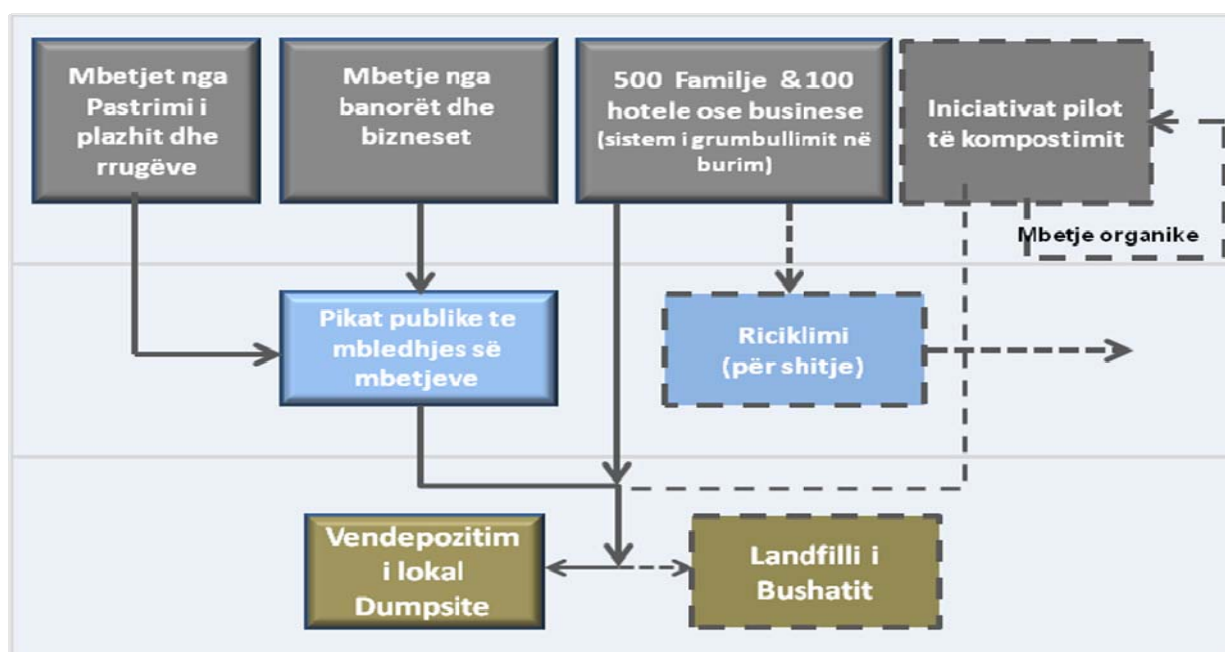 Mbetjet nga
Pastrimi i
plazhit dhe
rrugëve
Mbetje nga
banorët dhe
bizneset
500 Familje & 100
hotele ose businese
(sistem i grumbullimit në
burim)
Iniciativat pilot
të kompostimit
Mbetje organike
Pikat publike te
mbledhjes së
mbetjeve
Riciklimi
(për shitje)
Vendepozitim
i lokal
Dumpsite
Landfilli i
Bushatit